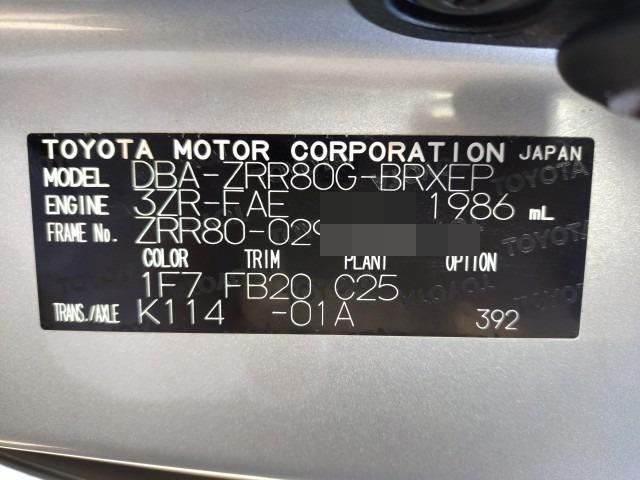 TOYOTA MOTOR CORPORATION JAPAN
MODEL DBA-ZRR80G-BRXEP
ENGINE 3ZR-FAE 1986 mL
FRAME No. ZRR80-029
COLOR TRIM PLANT OPTION
1F7 FB20 C25
TRANS./AXLE K114 -01A 392